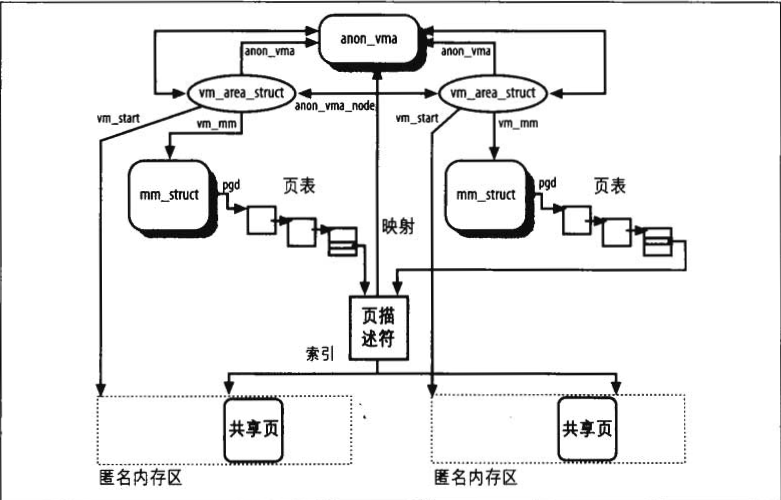 anon_vma
anon_vma
anon_vma
vm_area_struct
vm_area_struct
anon_vma_node
vm_start
vm_mm
vm_start
vm_mm
mm_struct
pgd
页表
mm_struct
pgd
页表
映射
页描
述符
索引
共享页
共享页
匿名内存区
匿名内存区